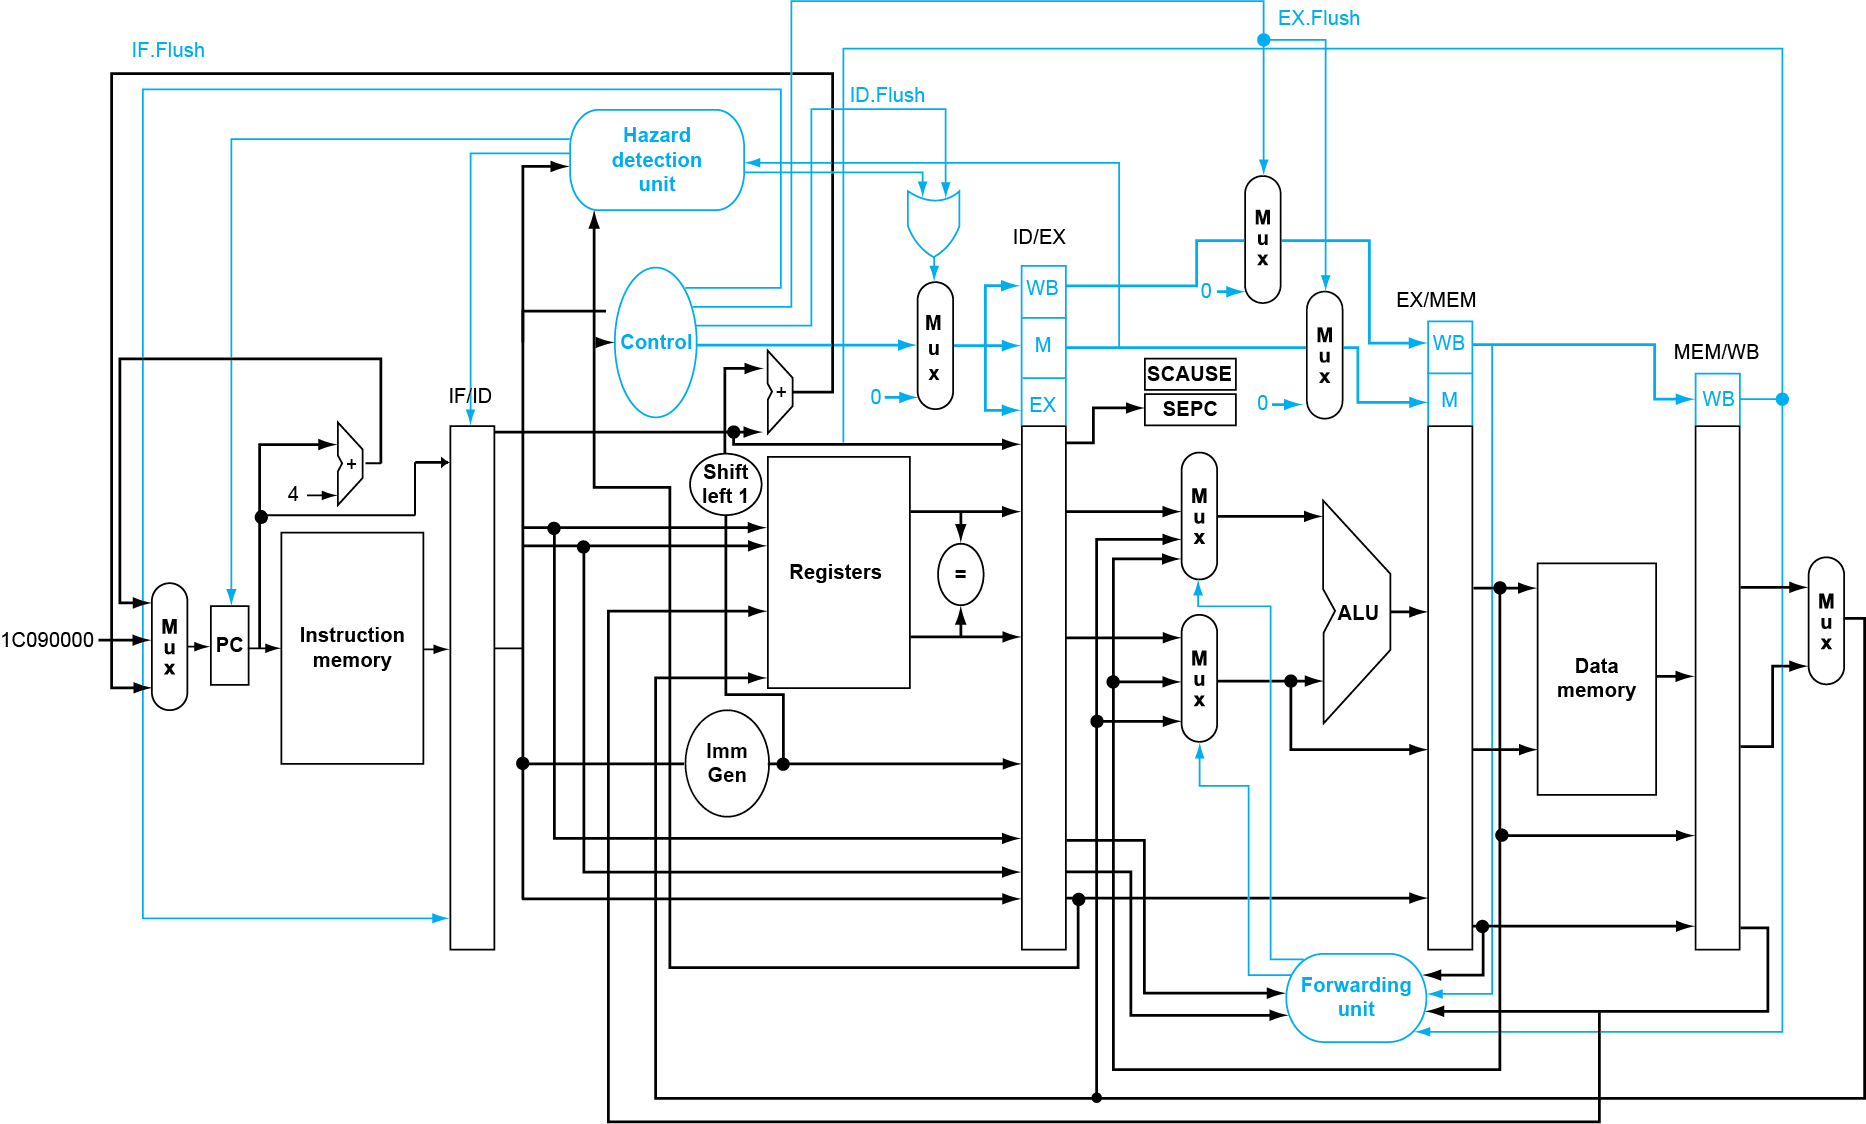 EX.Flush
IF.Flush
ID.Flush
Hazard
detection
unit
M
u
x
ID/EX
WB
0
M
u
x
EX/MEM
Control
M
u
x
M
M
u
x
WB
MEM/WB
SCAUSE
0
+
EX
SEPC
0
M
WB
IF/ID
+
4
Shift
left 1
M
u
x
Registers
=
ALU
M
u
x
1C090000
PC
Instruction
memory
M
u
x
Data
memory
M
u
x
Imm
Gen
Forwarding
unit